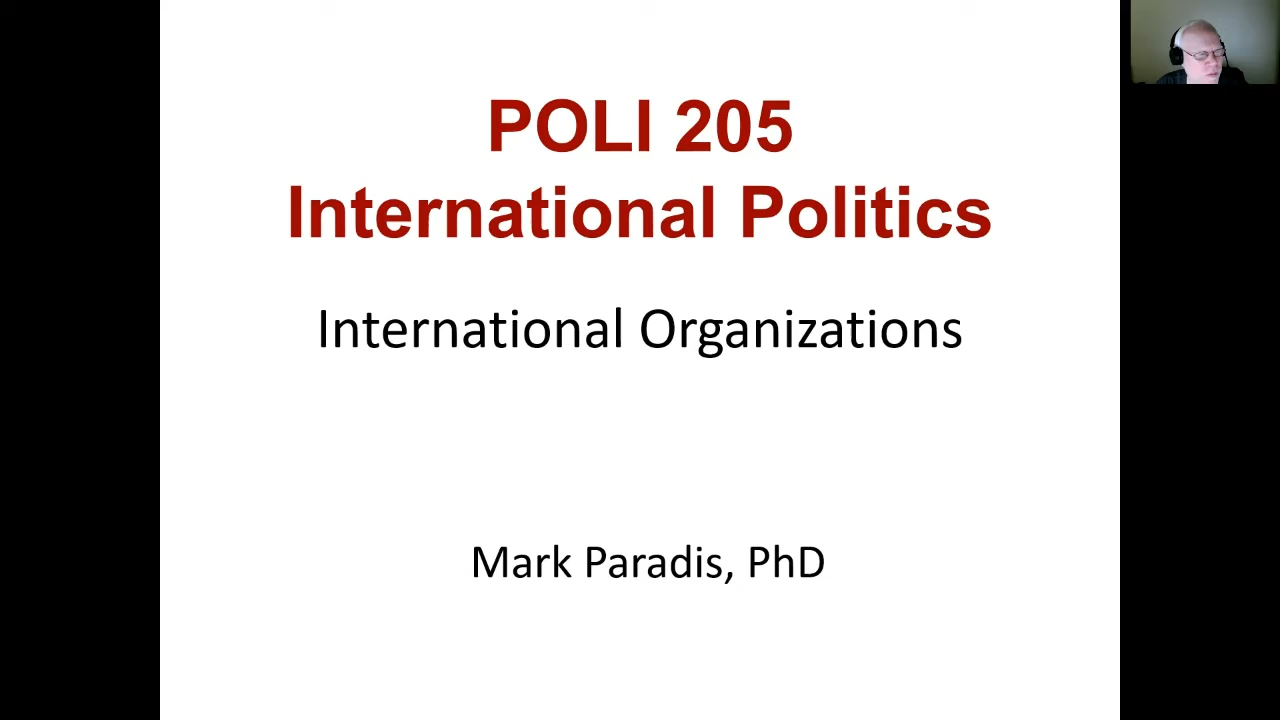 POLI 205
International Politics
International Organizations
Mark Paradis, PhD